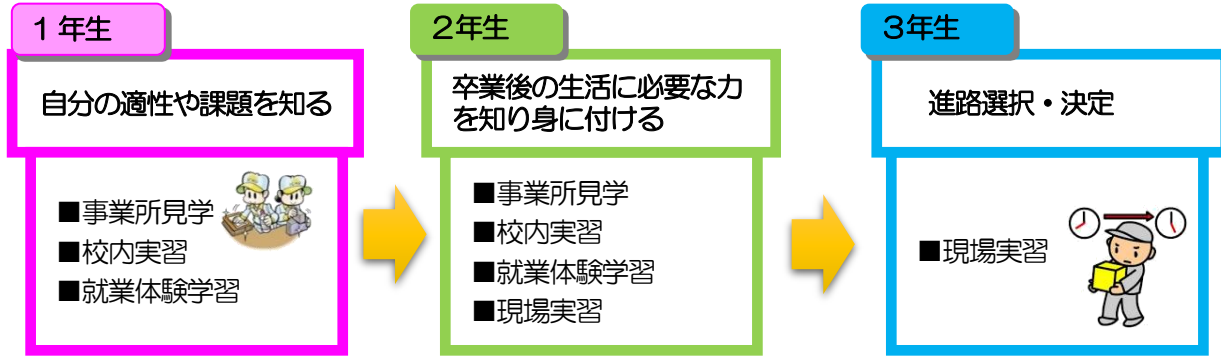 １年生
自分の適性や課題を知る
■事業所見学
■校内実習
■就業体験学習
２年生
卒業後の生活に必要な力
を知り身に付ける
■事業所見学
■校内実習
■就業体験学習
■現場実習
３年生
進路選択・決定
■現場実習